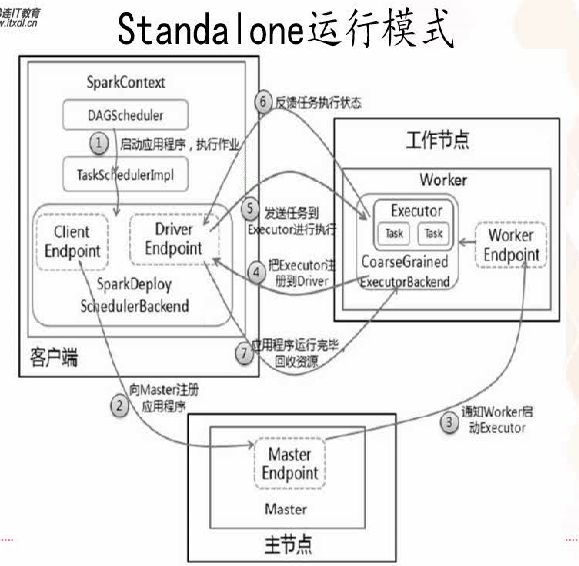 连IT教育
www.itxdl.cn
Standalone运行模式
SparkContext
DAGScheduler
① 启动应用程序，执行作业
TaskSchedulerImpl
Client
Endpoint
Driver
Endpoint
SparkDeploy
SchedulerBackend
客户端
⑥ 反馈任务执行状态
⑤ 发送任务到
Executor进行执行
④ 把Executor注
册到Driver
⑦ 应用程序运行完毕
回收资源
工作节点
Worker
Executor
Task
Task
CoarseGrained
ExecutorBackend
Worker
Endpoint
② 向Master注册
应用程序
③ 通知Worker启
动Executor
Master
Endpoint
Master
主节点